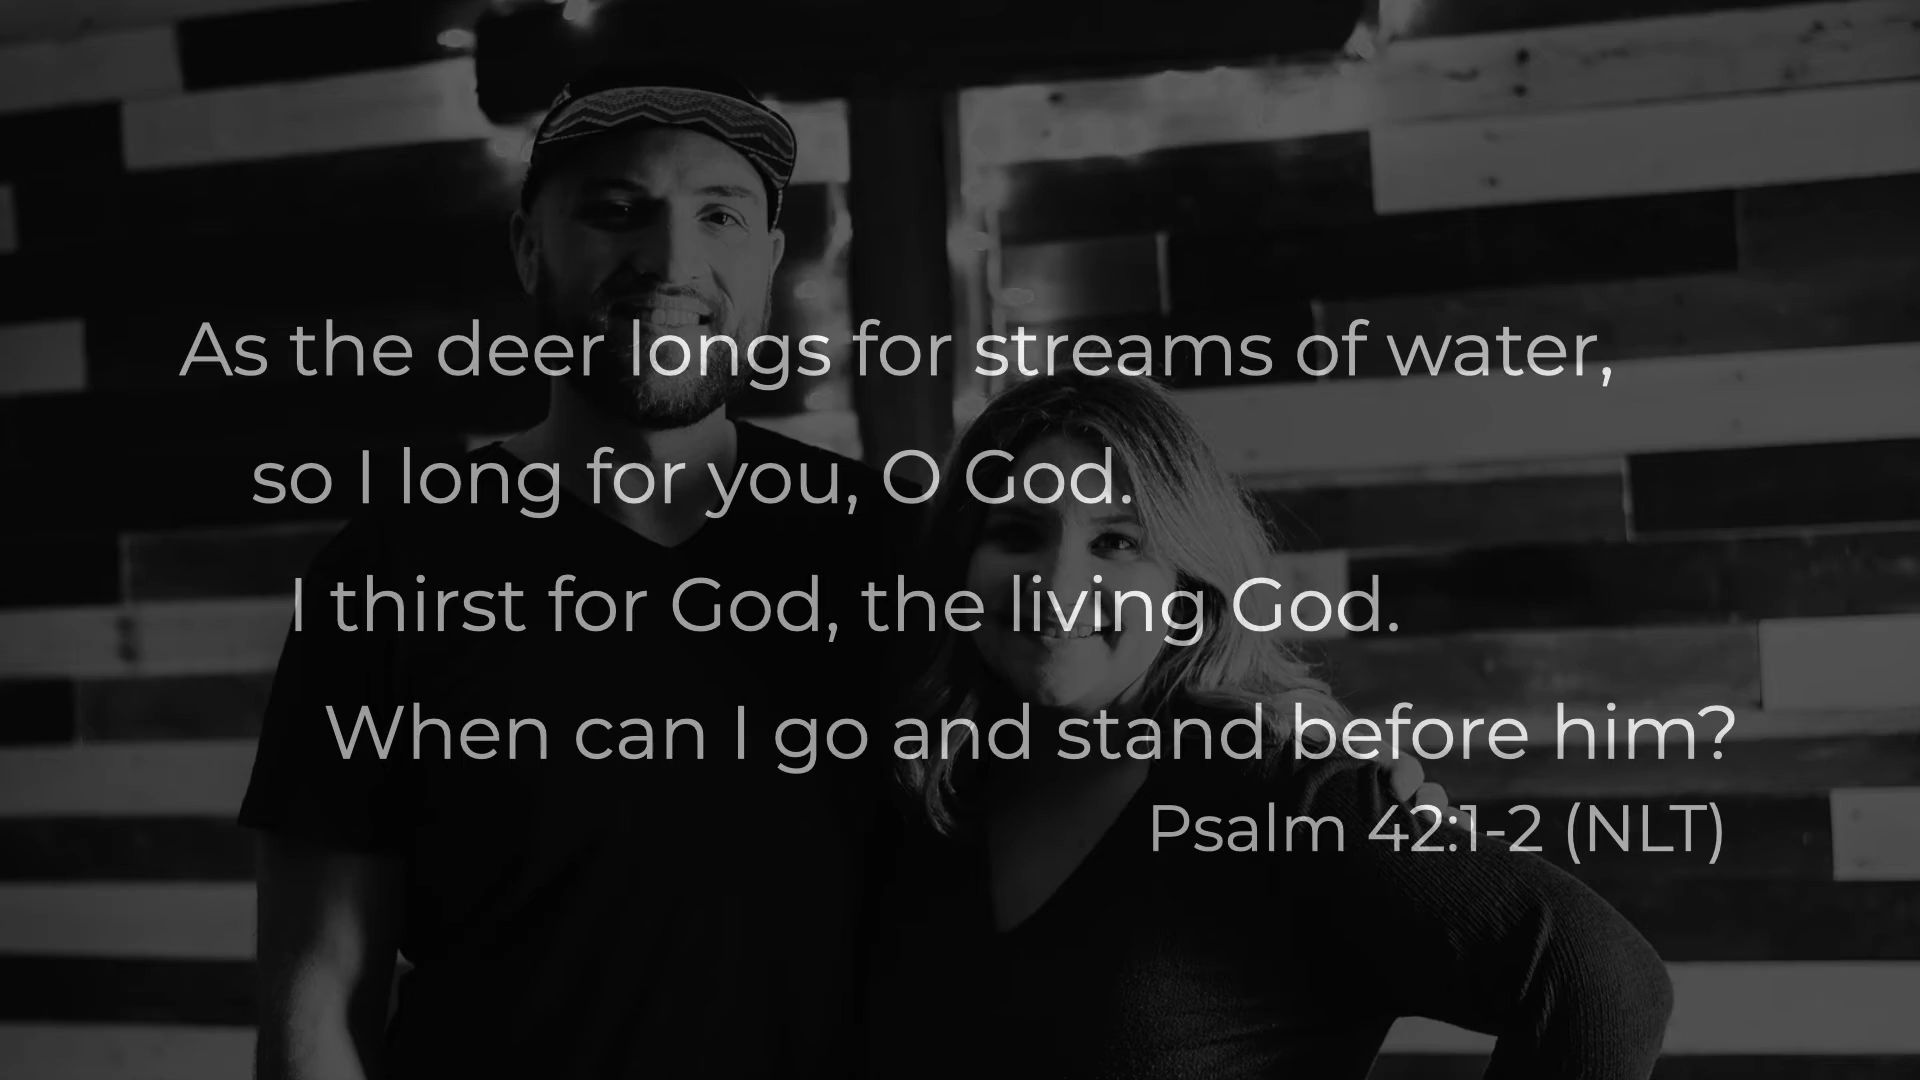 As the deer longs for streams of water,
so I long for you, O God.
I thirst for God, the living God.
When can I go and stand before him?
Psalm 42:1-2 (NLT)